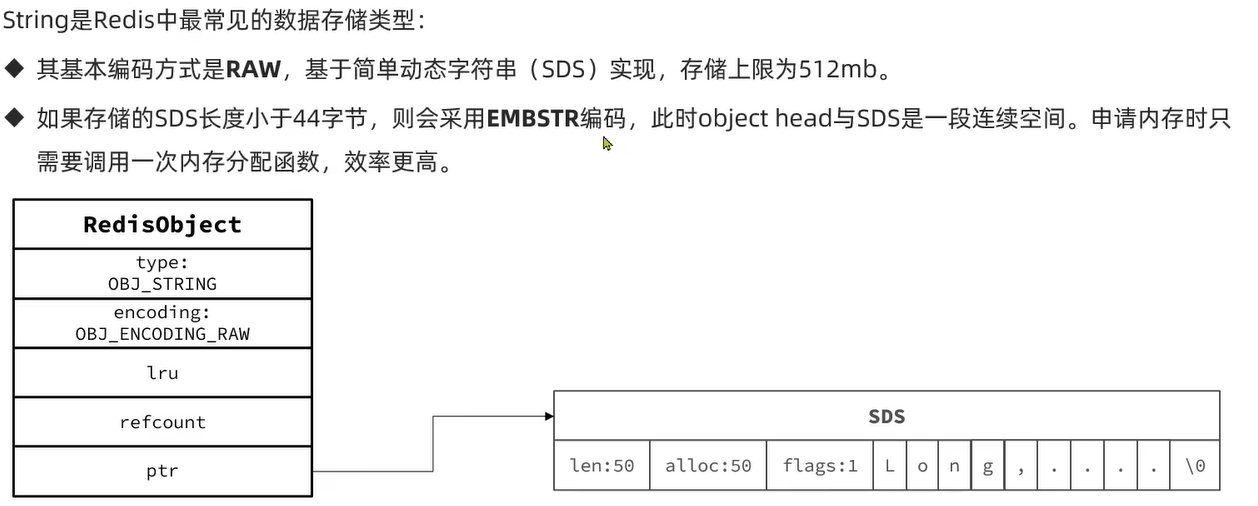 String是Redis中最常见的数据存储类型：
◆ 其基本编码方式是RAW，基于简单动态字符串（SDS）实现，存储上限为512mb。
◆ 如果存储的SDS长度小于44字节，则会采用EMBSTR编码，此时object head与SDS是一段连续空间。申请内存时只
需要调用一次内存分配函数，效率更高。
RedisObject
type:
OBJ_STRING
encoding:
OBJ_ENCODING_RAW
lru
refcount
ptr
SDS
len:50 alloc:50 flags:1 L o n g , . . . . \0